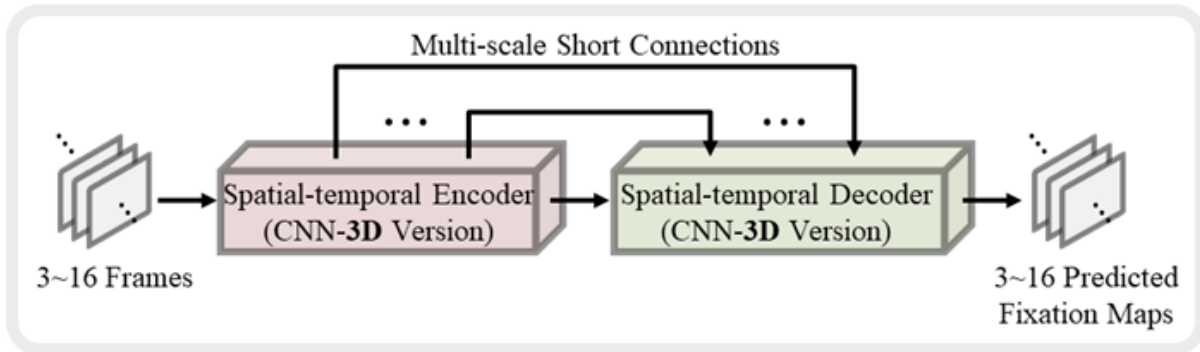 Multi-scale Short Connections
Spatial-temporal Encoder
(CNN-3D Version)
Spatial-temporal Decoder
(CNN-3D Version)
3~16 Frames
3~16 Predicted
Fixation Maps